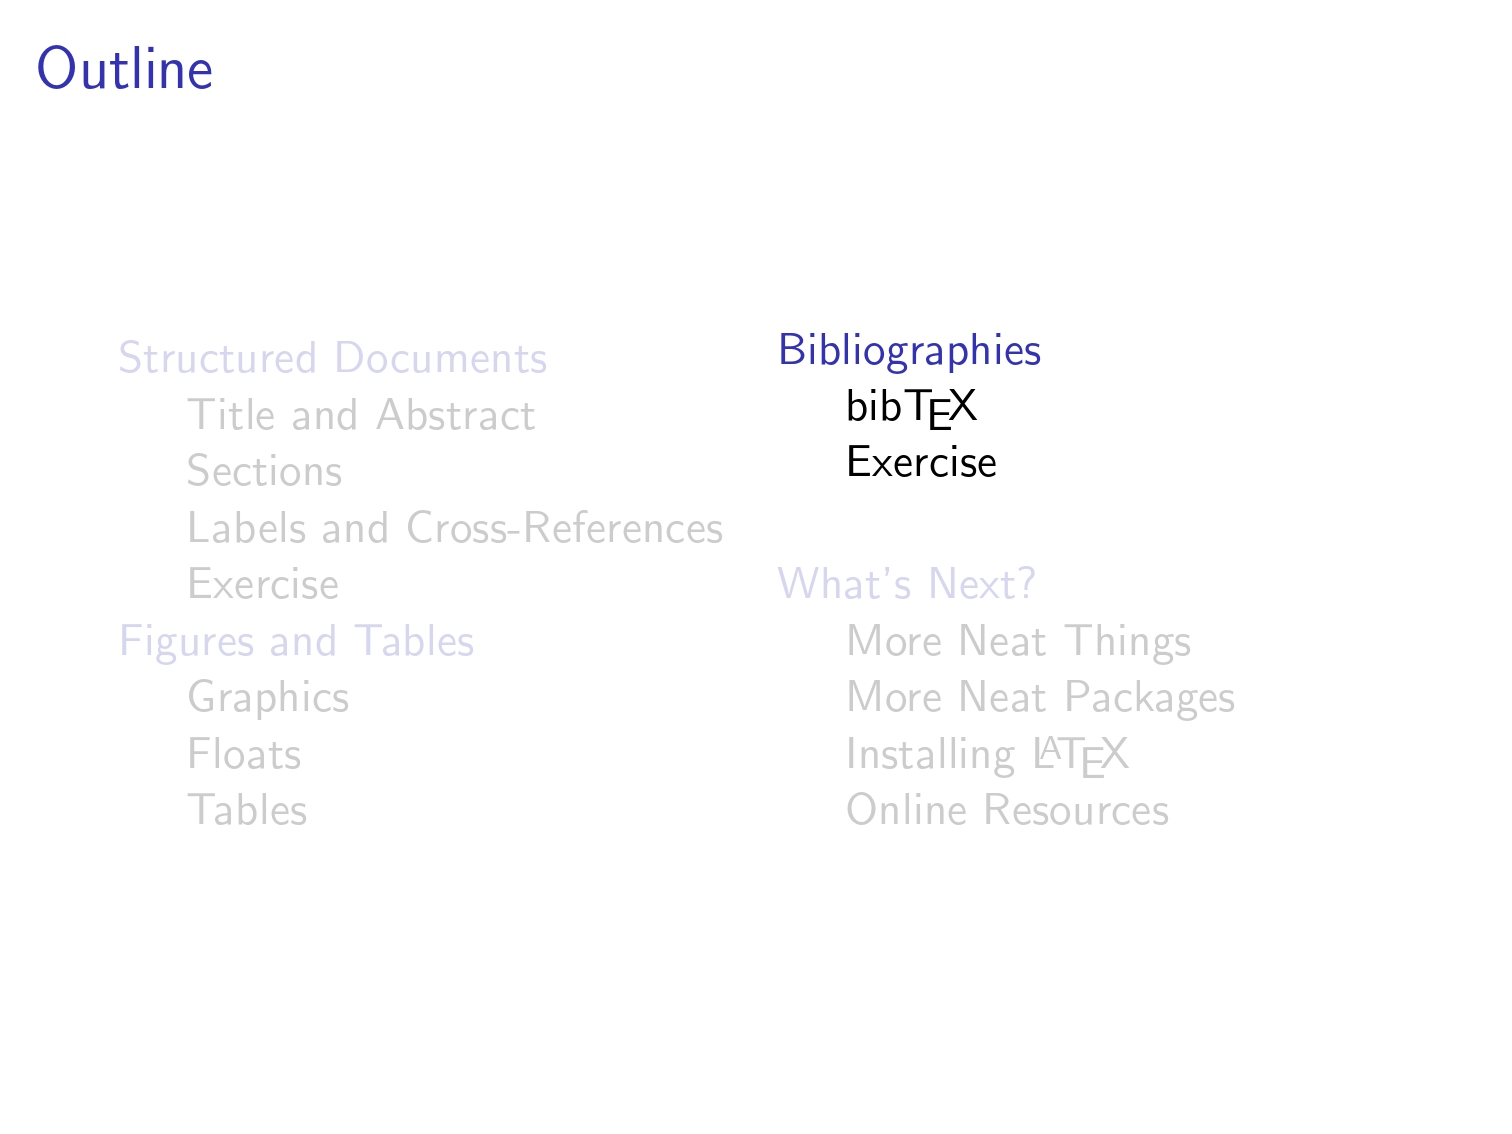 Outline
Structured Documents
Title and Abstract
Sections
Labels and Cross-References
Exercise
Figures and Tables
Graphics
Floats
Tables
Bibliographies
bibTEX
Exercise
What's Next?
More Neat Things
More Neat Packages
Installing LATEX
Online Resources